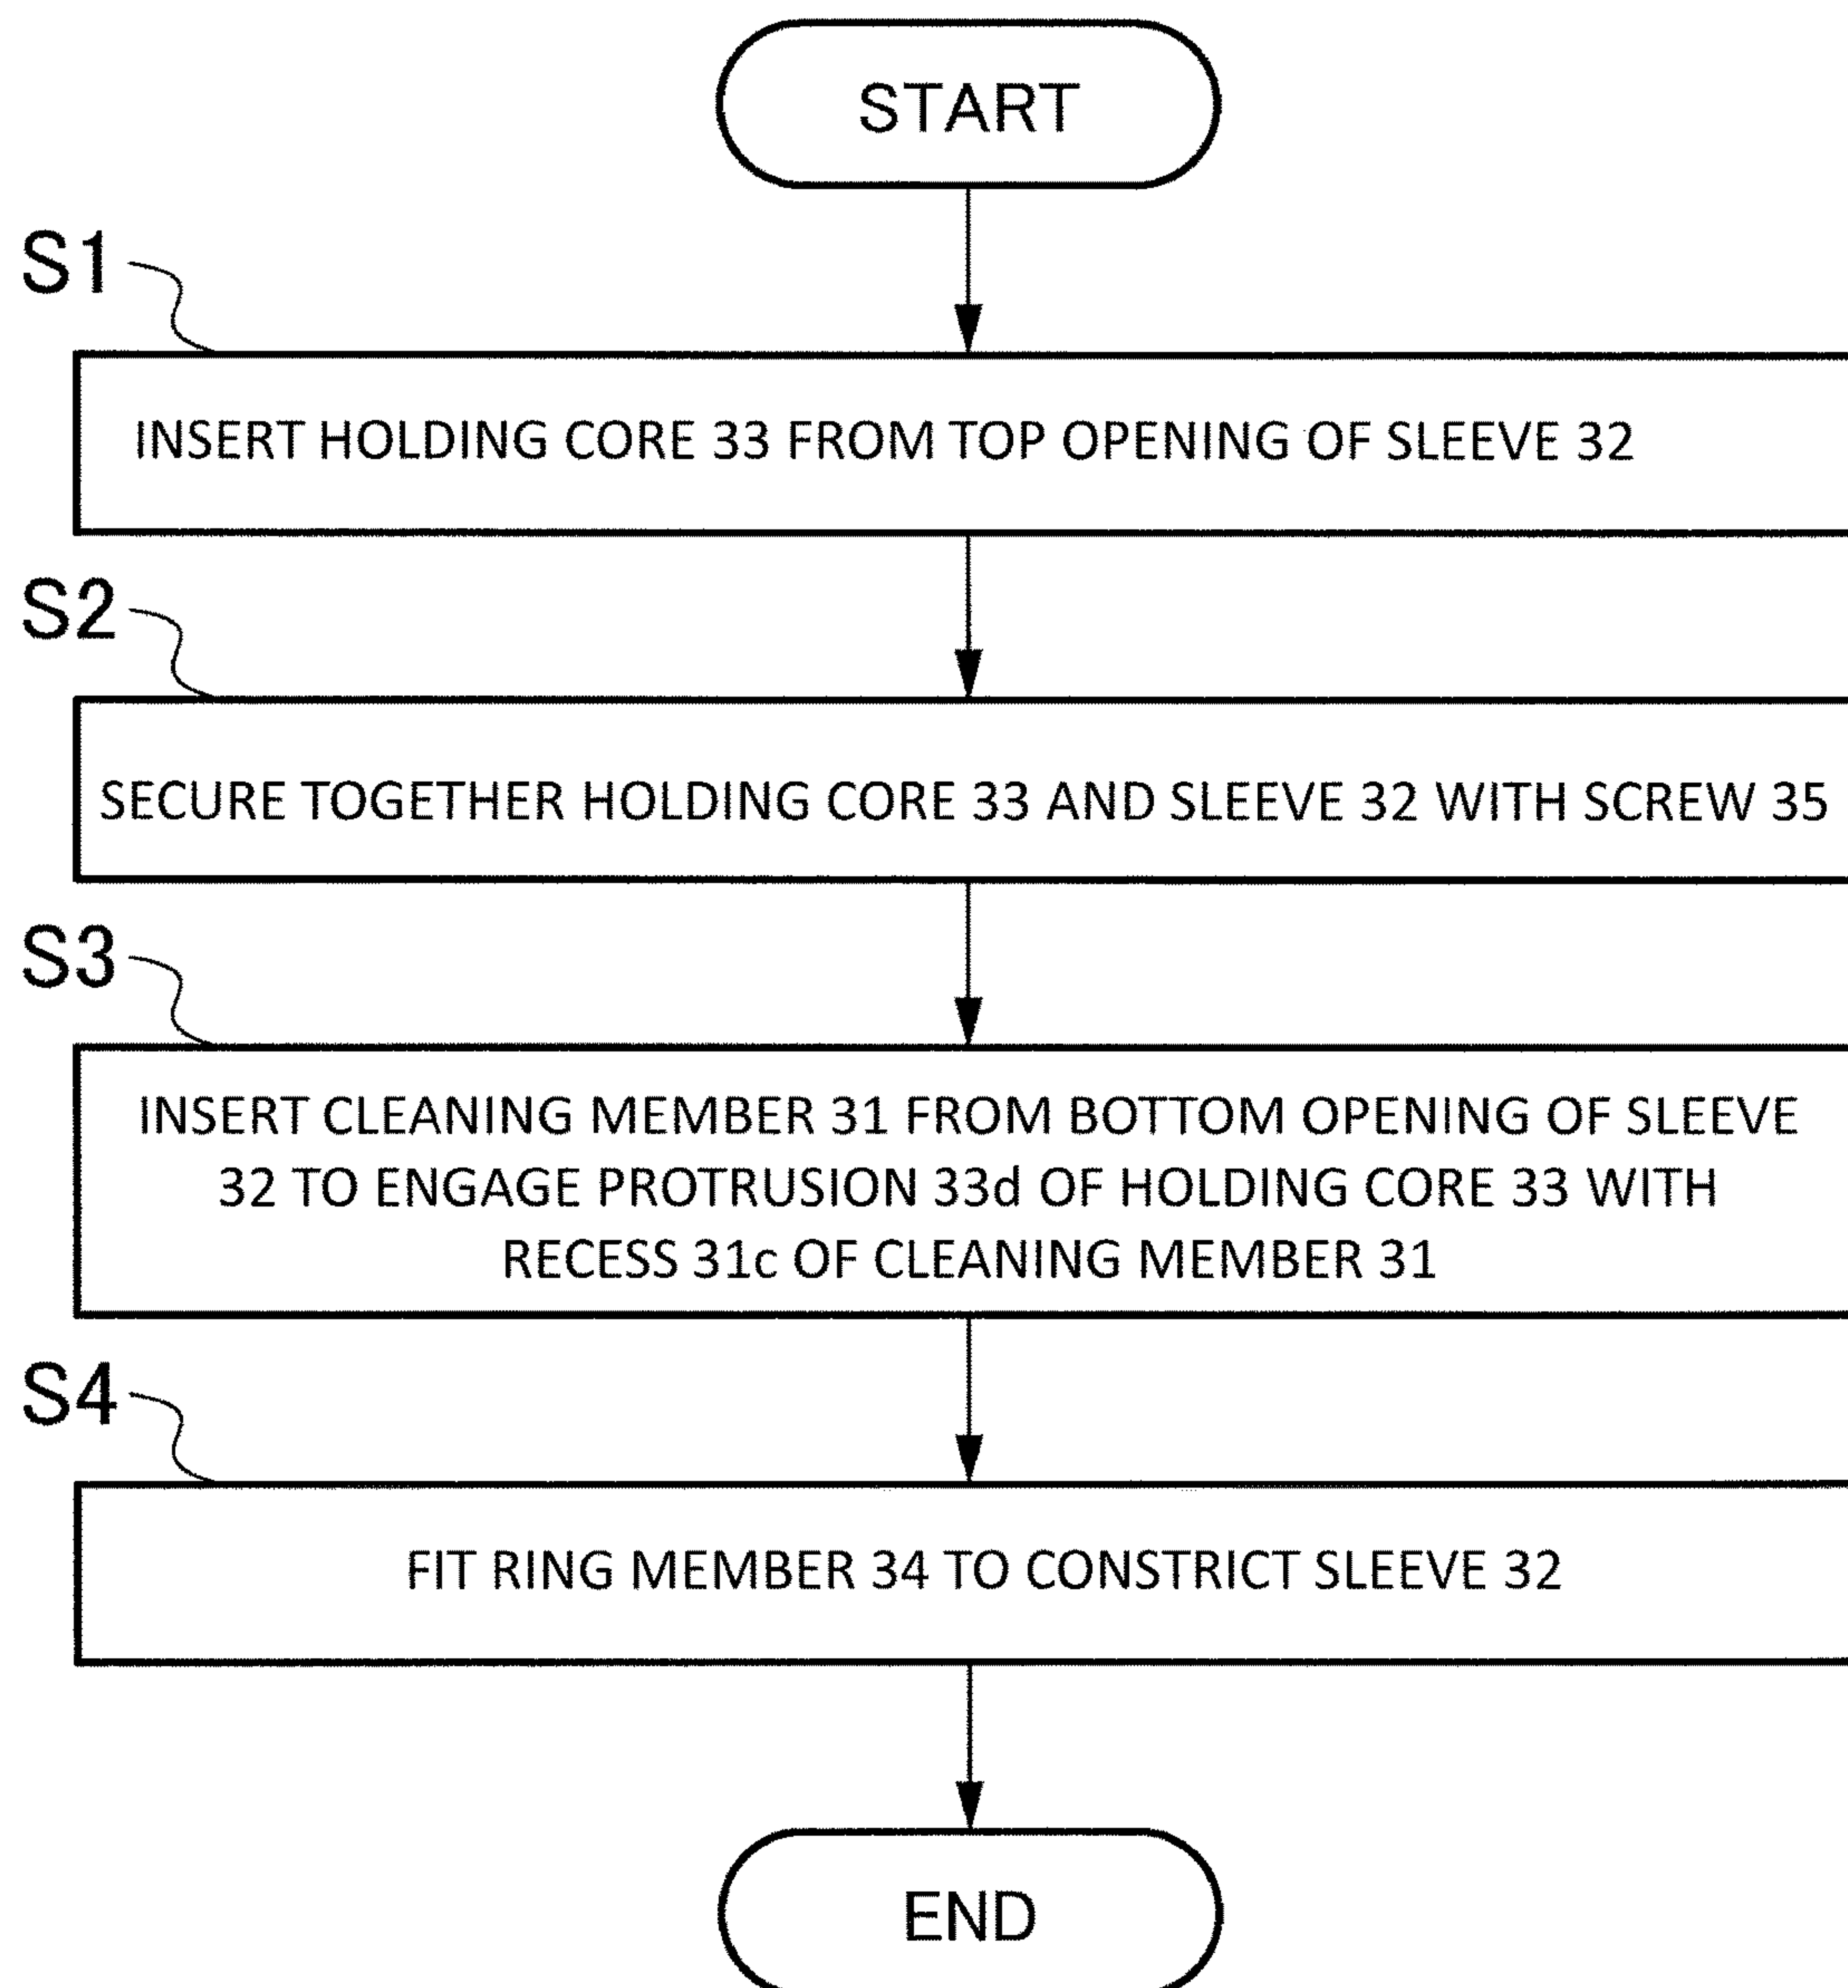 START
S1
INSERT HOLDING CORE 33 FROM TOP OPENING OF SLEEVE 32
S2
SECURE TOGETHER HOLDING CORE 33 AND SLEEVE 32 WITH SCREW 35
S3
INSERT CLEANING MEMBER 31 FROM BOTTOM OPENING OF SLEEVE
32 TO ENGAGE PROTRUSION 33d OF HOLDING CORE 33 WITH
RECESS 31c OF CLEANING MEMBER 31
S4
FIT RING MEMBER 34 TO CONSTRICT SLEEVE 32
END